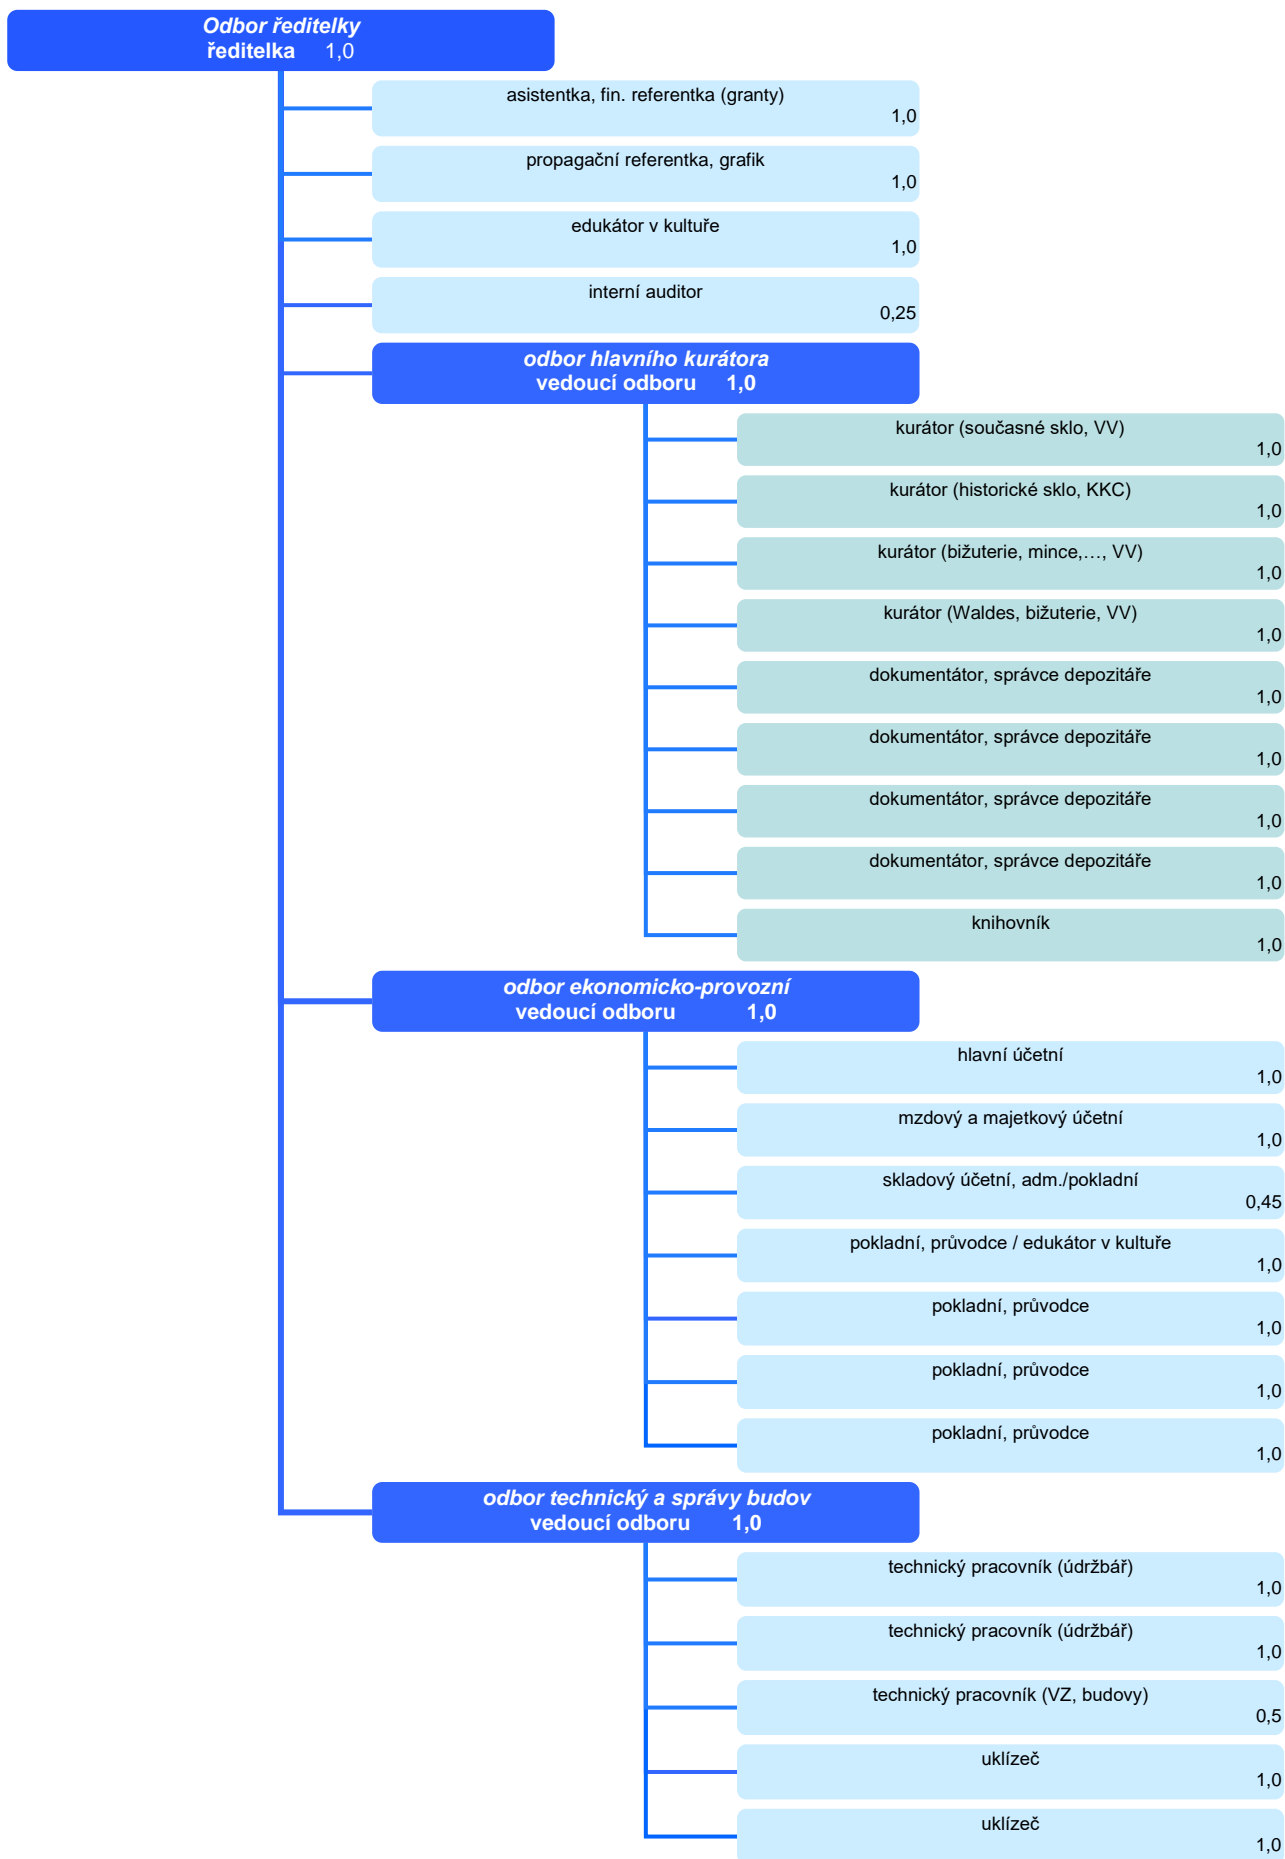 Odbor ředitelky
ředitelka 1,0
asistentka, fin. referentka (granty)
1,0
propagační referentka, grafik
1,0
edukátor v kultuře
1,0
interní auditor
0,25
odbor hlavního kurátora
vedoucí odboru 1,0
kurátor (současné sklo, VV)
1,0
kurátor (historické sklo, KKC)
1,0
kurátor (bižuterie, mince,…, VV)
1,0
kurátor (Waldes, bižuterie, VV)
1,0
dokumentátor, správce depozitáře
1,0
dokumentátor, správce depozitáře
1,0
dokumentátor, správce depozitáře
1,0
dokumentátor, správce depozitáře
1,0
knihovník
1,0
odbor ekonomicko-provozní
vedoucí odboru 1,0
hlavní účetní
1,0
mzdový a majetkový účetní
1,0
skladový účetní, adm./pokladní
0,45
pokladní, průvodce / edukátor v kultuře
1,0
pokladní, průvodce
1,0
pokladní, průvodce
1,0
pokladní, průvodce
1,0
odbor technický a správy budov
vedoucí odboru 1,0
technický pracovník (údržbář)
1,0
technický pracovník (údržbář)
1,0
technický pracovník (VZ, budovy)
0,5
uklízeč
1,0
uklízeč
1,0